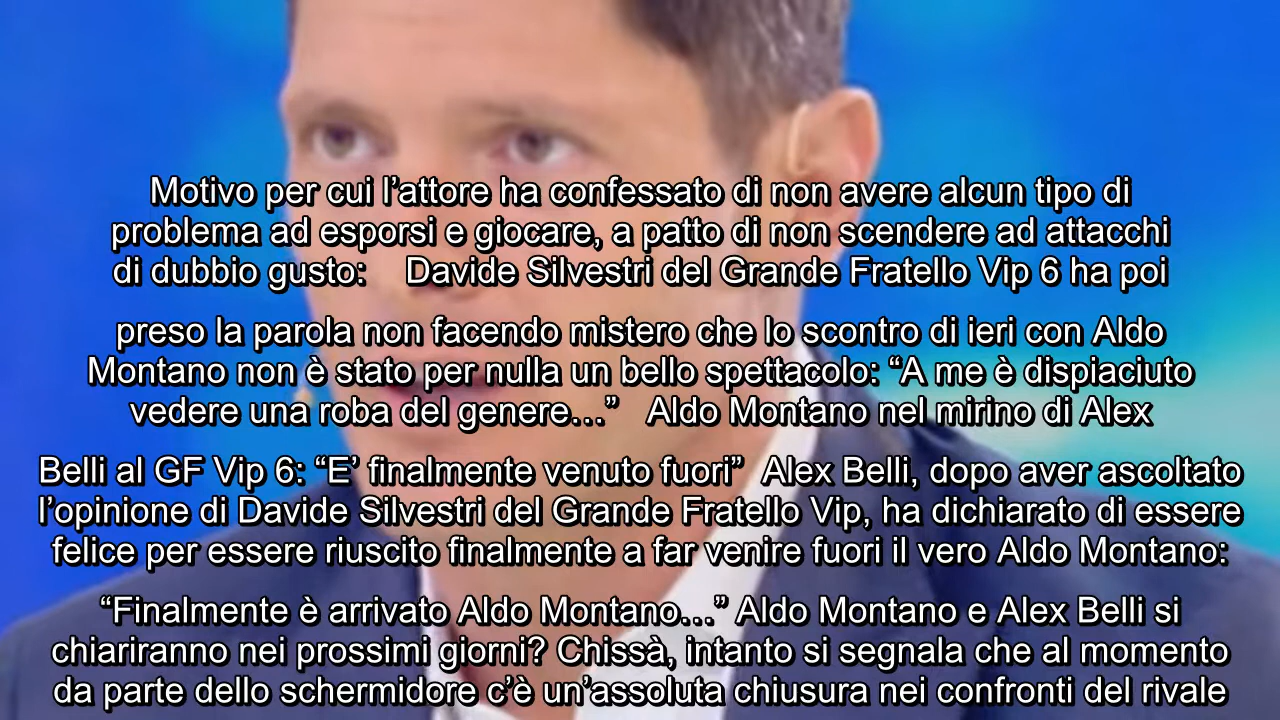 Motivo per cui l’attore ha confessato di non avere alcun tipo di
problema ad esporsi e giocare, a patto di non scendere ad attacchi
di dubbio gusto:    Davide Silvestri del Grande Fratello Vip 6 ha poi
preso la parola non facendo mistero che lo scontro di ieri con Aldo
Montano non è stato per nulla un bello spettacolo: “A me è dispiaciuto
vedere una roba del genere…”   Aldo Montano nel mirino di Alex
Belli al GF Vip 6: “E’ finalmente venuto fuori”  Alex Belli, dopo aver ascoltato
l’opinione di Davide Silvestri del Grande Fratello Vip, ha dichiarato di essere
felice per essere riuscito finalmente a far venire fuori il vero Aldo Montano:
“Finalmente è arrivato Aldo Montano…” Aldo Montano e Alex Belli si
chiariranno nei prossimi giorni? Chissà, intanto si segnala che al momento
da parte dello schermidore c’è un’assoluta chiusura nei confronti del rivale